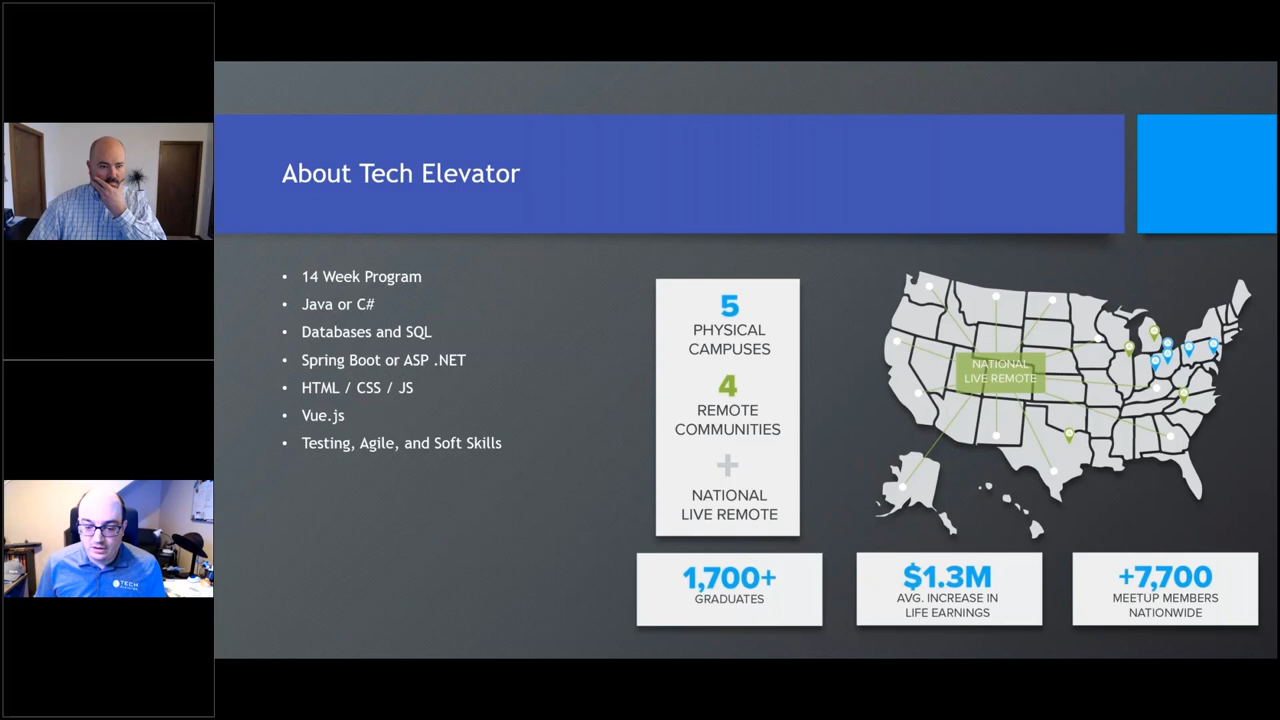 About Tech Elevator
• 14 Week Program
• Java or C#
• Databases and SQL
• Spring Boot or ASP .NET
• HTML / CSS / JS
• Vue.js
• Testing, Agile, and Soft Skills
5
PHYSICAL
CAMPUSES
4
REMOTE
COMMUNITIES
+
NATIONAL
LIVE REMOTE
NATIONAL
LIVE REMOTE
1,700+
GRADUATES
$1.3M
AVG. INCREASE IN
LIFE EARNINGS
+7,700
MEETUP MEMBERS
NATIONWIDE
TECH